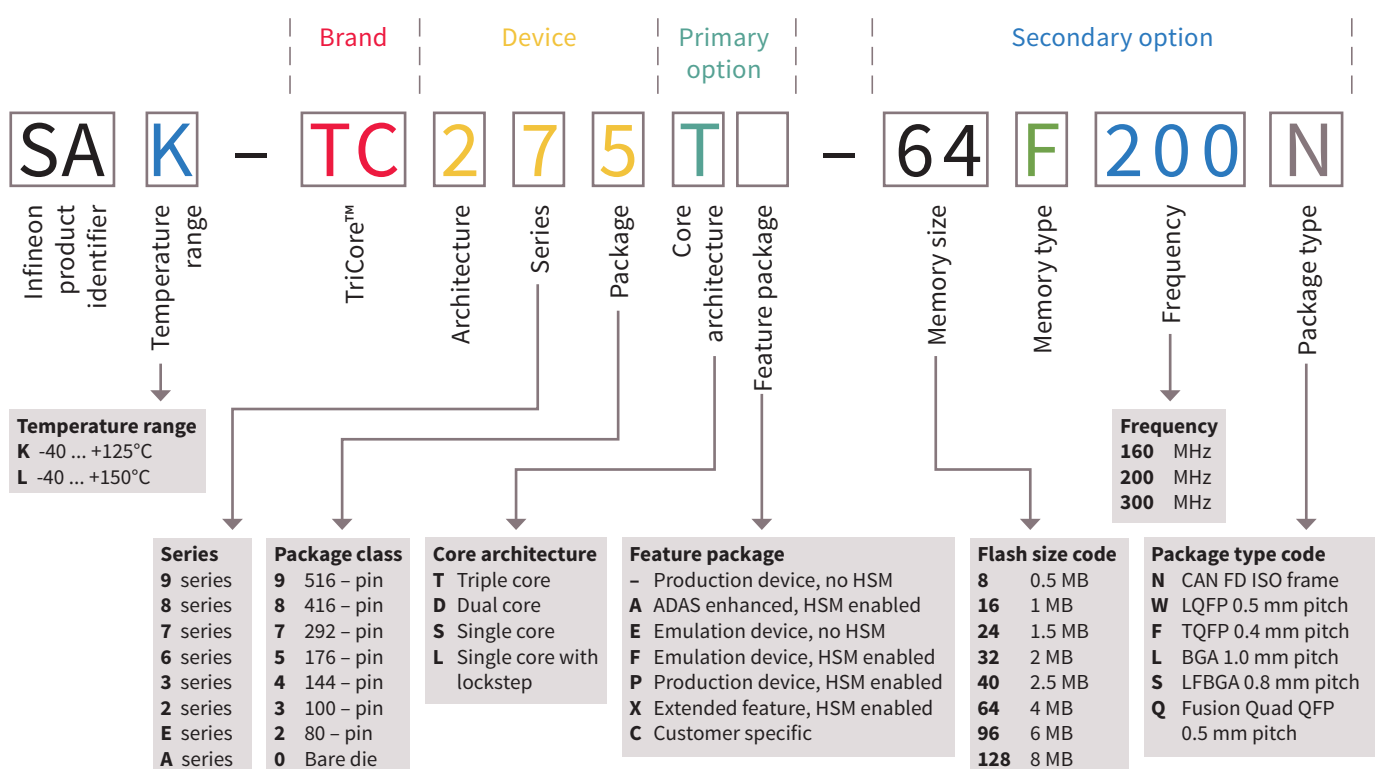 Brand Device Primary option Secondary option
SA K – TC 2 7 5 T – 64 F 200 N
Infineon product identifier
Temperature range
TriCore™
Architecture
Series
Package
Core architecture
Feature package
Memory size
Memory type
Frequency
Package type
Temperature range
K -40 ... +125°C
L -40 ... +150°C
Frequency
160 MHz
200 MHz
300 MHz
Series
9 series
8 series
7 series
6 series
3 series
2 series
E series
A series
Package class
9 516 – pin
8 416 – pin
7 292 – pin
5 176 – pin
4 144 – pin
3 100 – pin
2 80 – pin
0 Bare die
Core architecture
T Triple core
D Dual core
S Single core
L Single core with
lockstep
Feature package
– Production device, no HSM
A ADAS enhanced, HSM enabled
E Emulation device, no HSM
F Emulation device, HSM enabled
P Production device, HSM enabled
X Extended feature, HSM enabled
C Customer specific
Flash size code
8 0.5 MB
16 1 MB
24 1.5 MB
32 2 MB
40 2.5 MB
64 4 MB
96 6 MB
128 8 MB
Package type code
N CAN FD ISO frame
W LQFP 0.5 mm pitch
F TQFP 0.4 mm pitch
L BGA 1.0 mm pitch
S LFBGA 0.8 mm pitch
Q Fusion Quad QFP
0.5 mm pitch